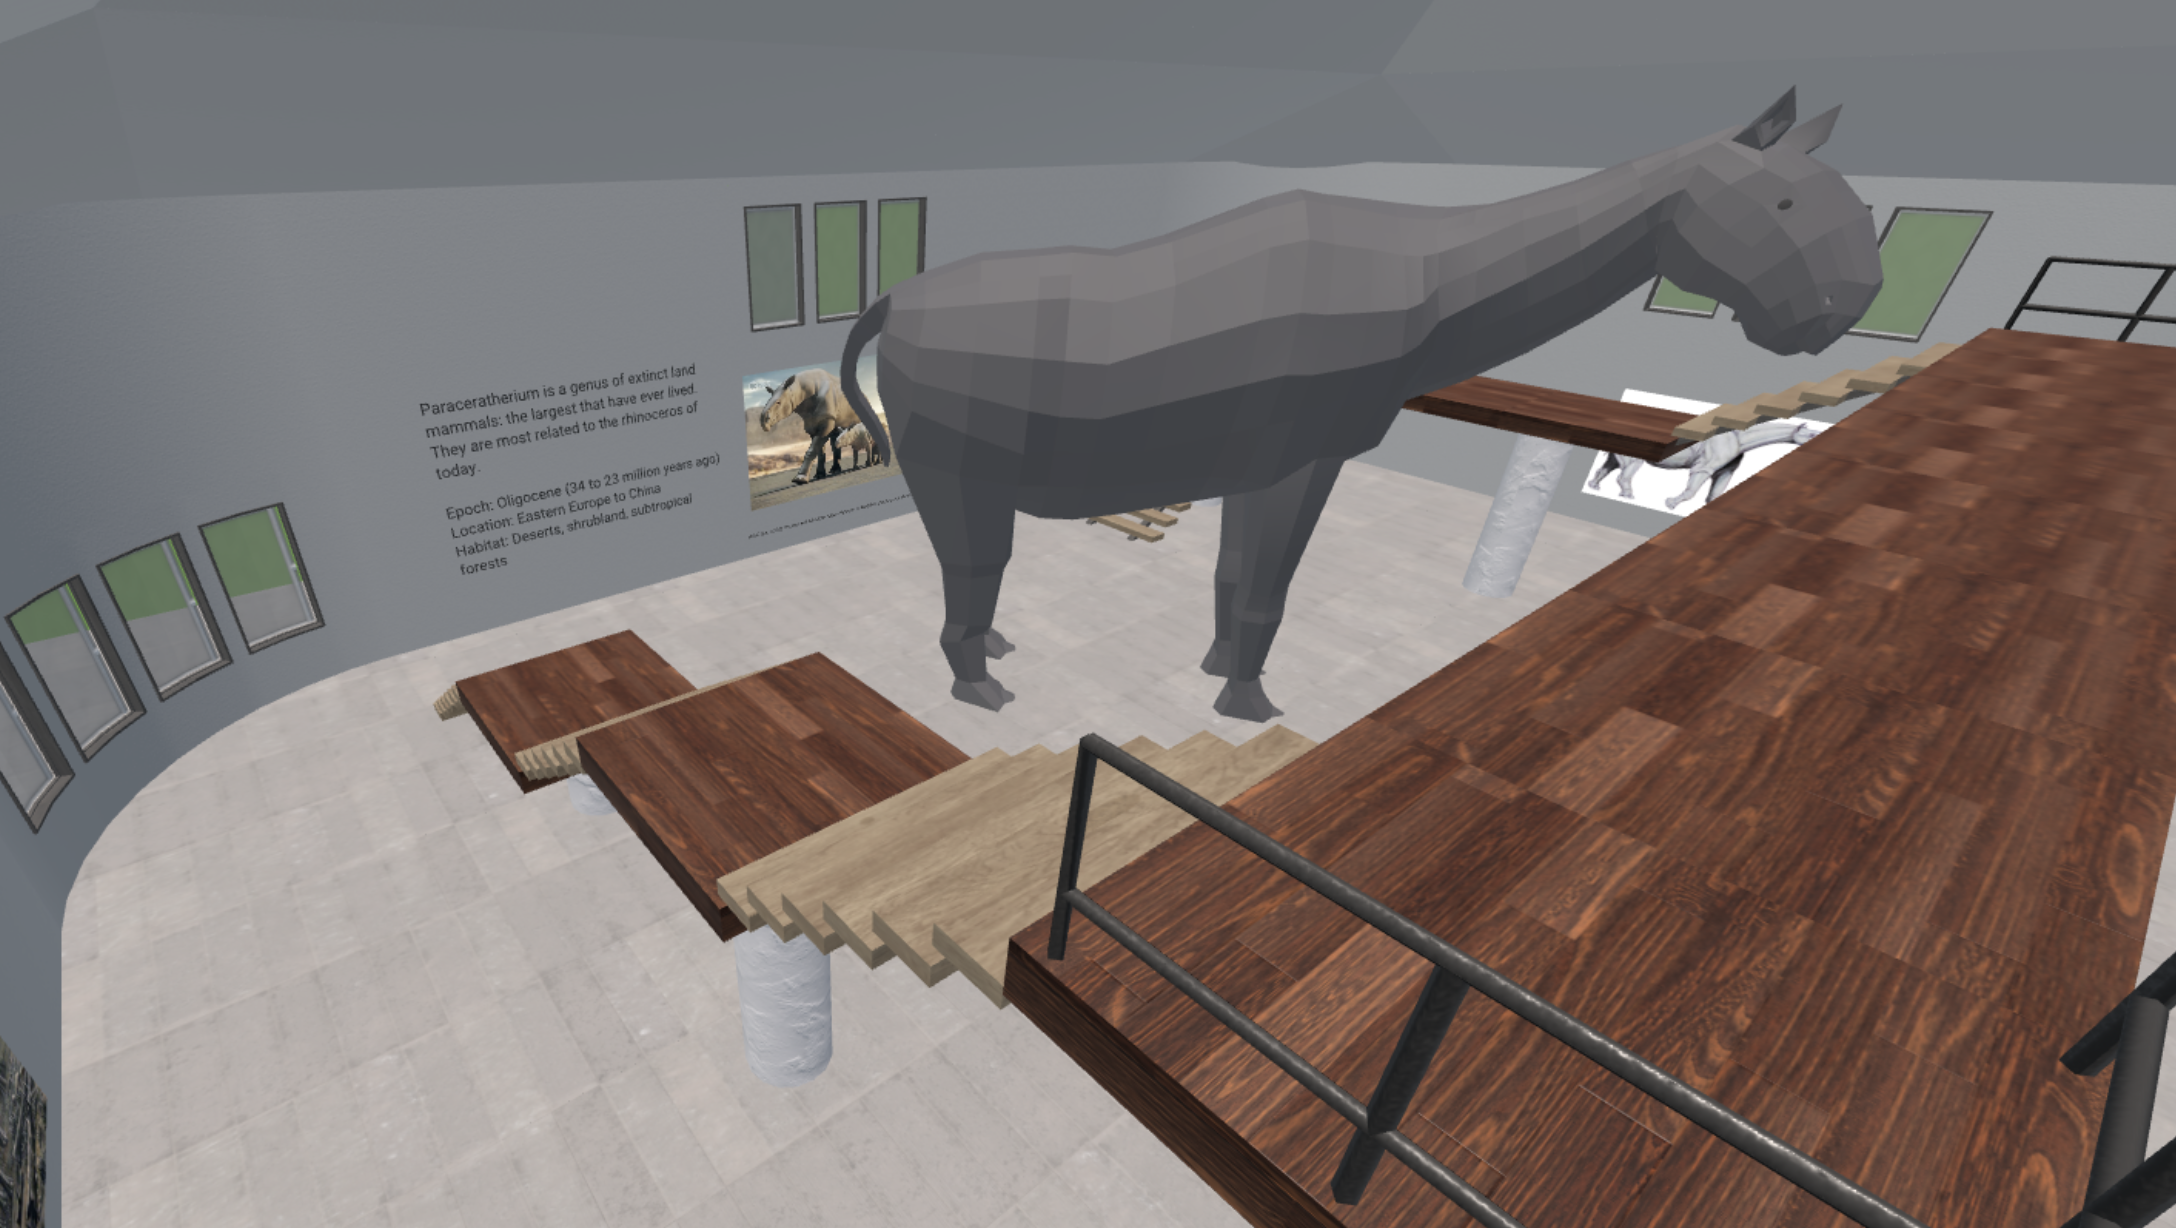 Paraceratherium is a genus of extinct land
mammals: the largest that have ever lived.
They are most related to the rhinoceros of
today.
Epoch: Oligocene (34 to 23 million years ago)
Location: Eastern Europe to China
Habitat: Deserts, shrubland, subtropical
forests